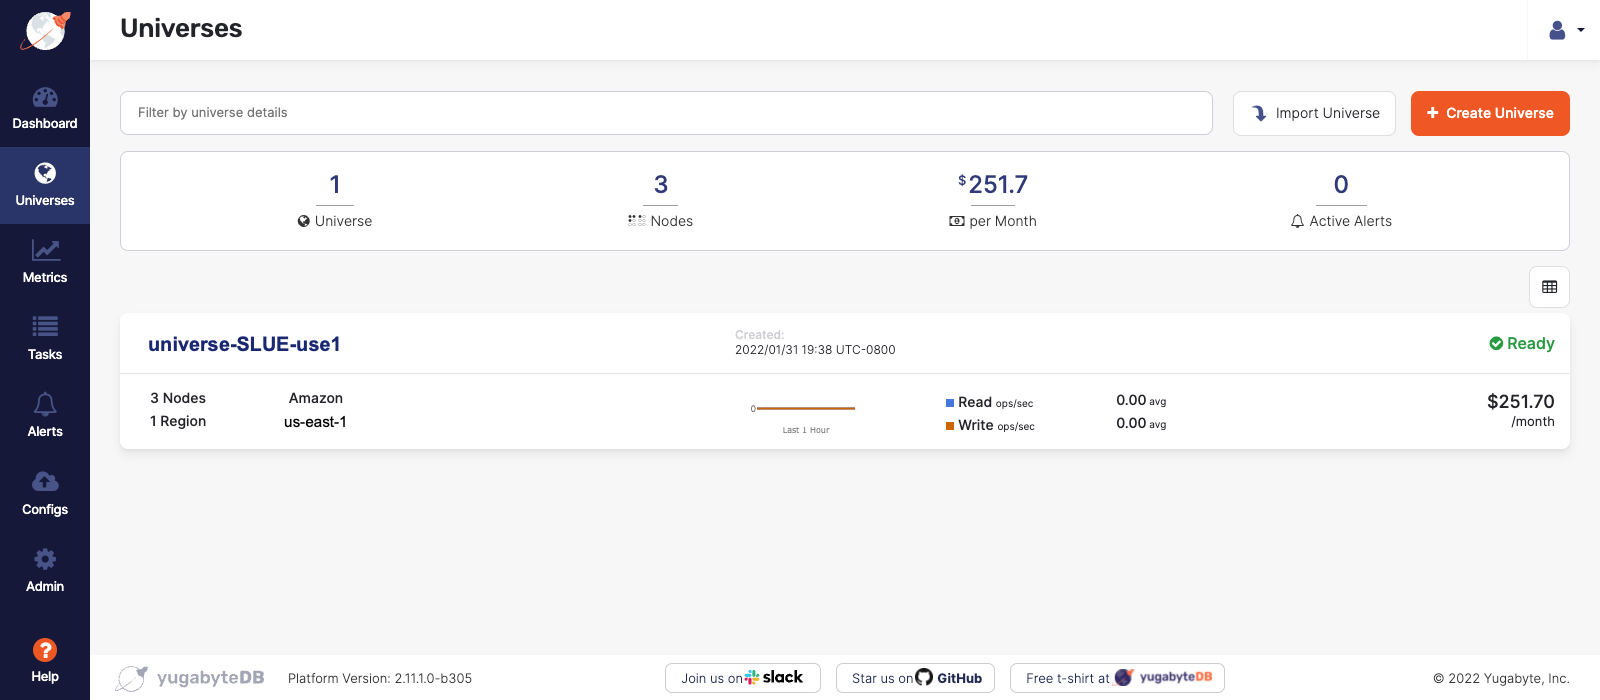 Universes
Dashboard
Universes
Metrics
Tasks
Alerts
Configs
Admin
? Help
Filter by universe details
Import Universe
+ Create Universe
1
Universe
3
Nodes
$251.7
per Month
0
Active Alerts
universe-SLUE-use1
Created:
2022/01/31 19:38 UTC-0800
Ready
3 Nodes
1 Region
Amazon
us-east-1
0
Last 1 Hour
Read ops/sec
Write ops/sec
0.00 avg
0.00 avg
$251.70
/month
yugabyteDB
Platform Version: 2.11.1.0-b305
Join us on slack
Star us on GitHub
Free t-shirt at yugabyteDB
© 2022 Yugabyte, Inc.